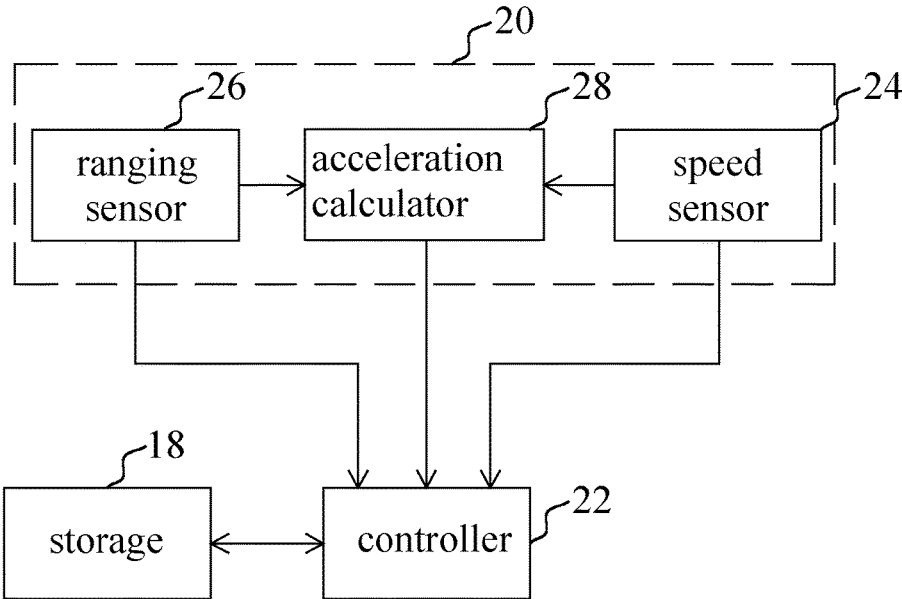 20
26
28
24
ranging
sensor
acceleration
calculator
speed
sensor
18
22
storage
controller